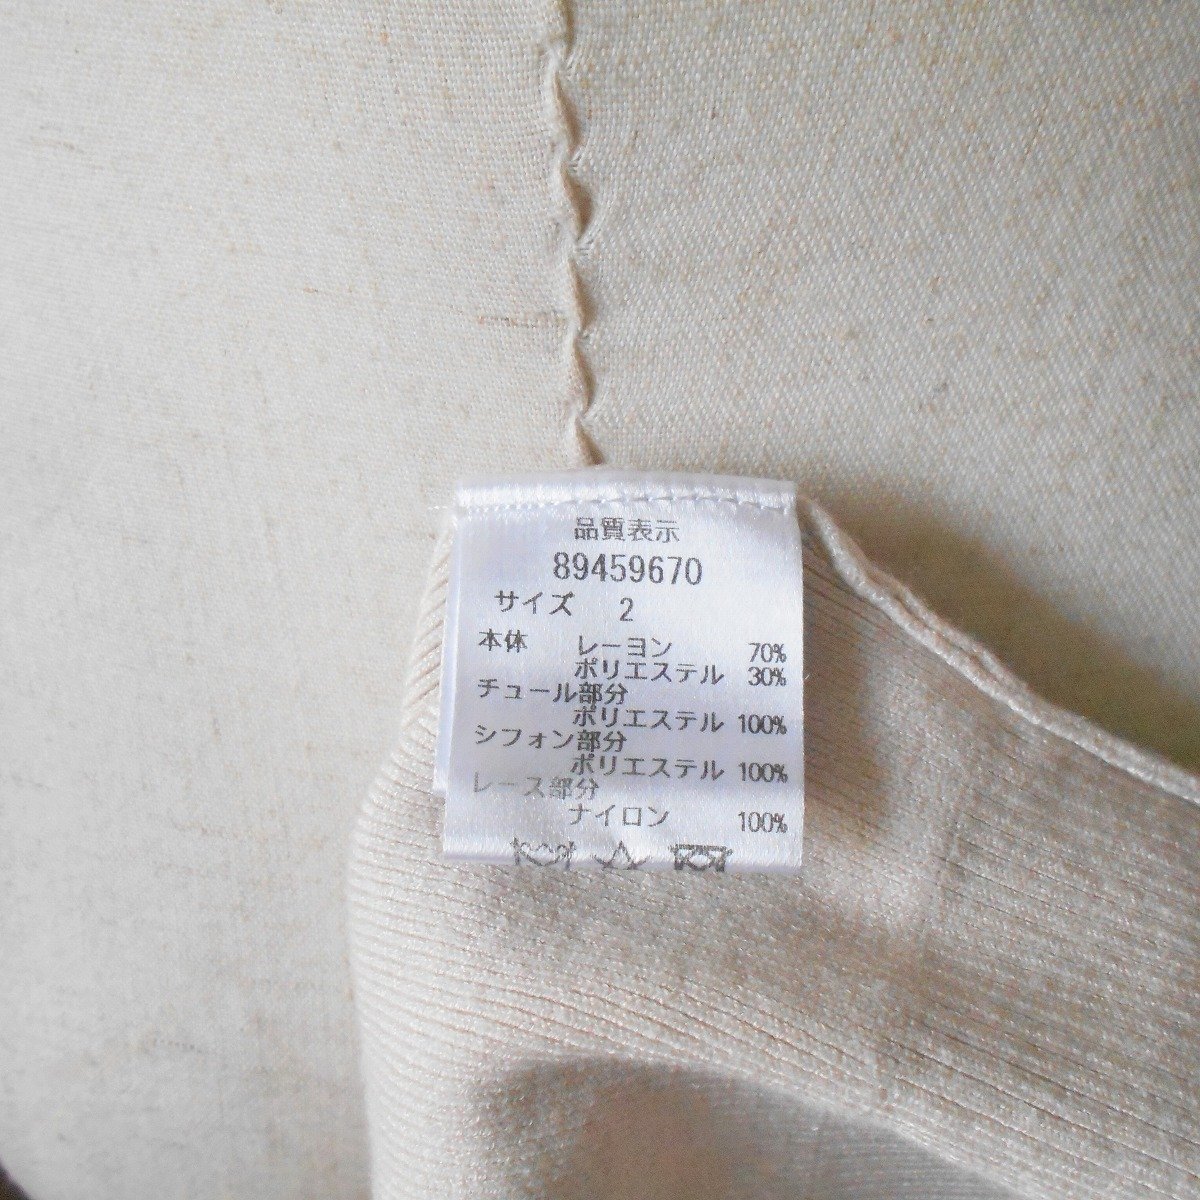 品質表示
89459670
サイズ 2
本体 レーヨン 70%
ポリエステル 30%
チュール部分
ポリエステル 100%
シフォン部分
ポリエステル 100%
レース部分
ナイロン 100%